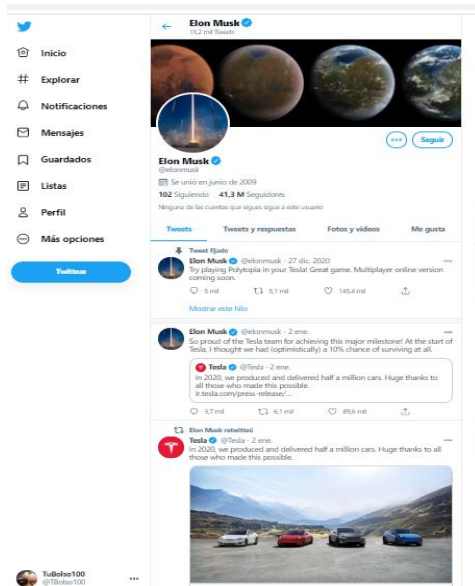 Inicio
Explorar
Notificaciones
Mensajes
Guardados
Listas
Perfil
Más opciones
Twittear
TuBolso100
@TBolso100
Elon Musk
15,2 mil Tweets
Seguir
Elon Musk
@elonmusk
Se unió en junio de 2009
102 Siguiendo 41,3 M Seguidores
Ninguna de las cuentas que sigues sigue a este usuario
Tweets Tweets y respuestas Fotos y videos Me gusta
Tweet fijado
Elon Musk @elonmusk · 27 dic. 2020
Try playing Polytopia in your Tesla! Great game. Multiplayer online version
coming soon.
5 mil 5,1 mil 145,4 mil
Mostrar este hilo
Elon Musk @elonmusk · 2 ene.
So proud of the Tesla team for achieving this major milestone! At the start of
Tesla, I thought we had (optimistically) a 10% chance of surviving at all.
Tesla @Tesla · 2 ene.
In 2020, we produced and delivered half a million cars. Huge thanks to
all those who made this possible.
ir.tesla.com/press-release/...
3,7 mil 6,1 mil 89,6 mil
Elon Musk retwitteó
Tesla @Tesla · 2 ene.
In 2020, we produced and delivered half a million cars. Huge thanks to all
those who made this possible.